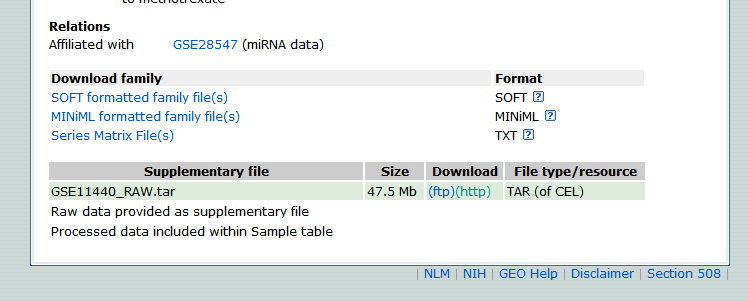 to methotrexate
Relations
Affiliated with GSE28547 (miRNA data)
Download family Format
SOFT formatted family file(s) SOFT ?
MINiML formatted family file(s) MINiML ?
Series Matrix File(s) TXT ?
Supplementary file Size Download File type/resource
GSE11440_RAW.tar 47.5 Mb (ftp)(http) TAR (of CEL)
Raw data provided as supplementary file
Processed data included within Sample table
| NLM | NIH | GEO Help | Disclaimer | Section 508 |